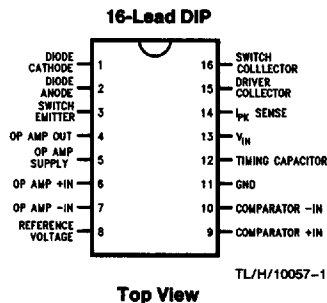 16-Lead DIP
DIODE CATHODE 1
DIODE ANODE 2
SWITCH EMITTER 3
OP AMP OUT 4
OP AMP SUPPLY 5
OP AMP +IN 6
OP AMP -IN 7
REFERENCE VOLTAGE 8
16 SWITCH COLLLECTOR
15 DRIVER COLLECTOR
14 IPK SENSE
13 VIN
12 TIMING CAPACITOR
11 GND
10 COMPARATOR -IN
9 COMPARATOR +IN
TL/H/10057-1
Top View